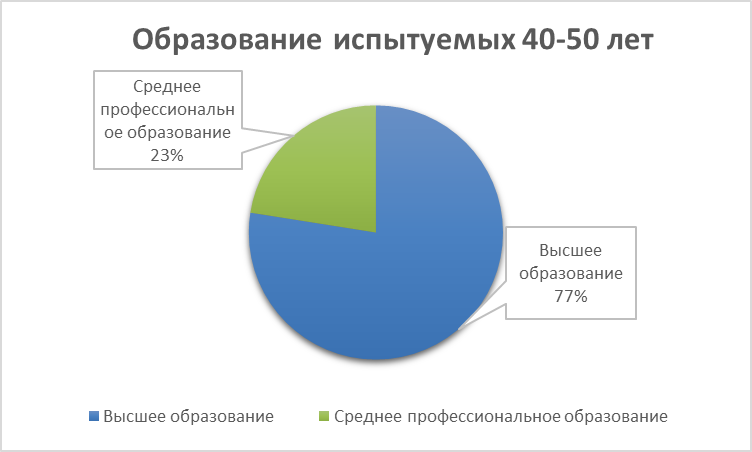 Образование испытуемых 40-50 лет
Среднее
профессиональн
ое образование
23%
Высшее
образование
77%
Высшее образование
Среднее профессиональное образование